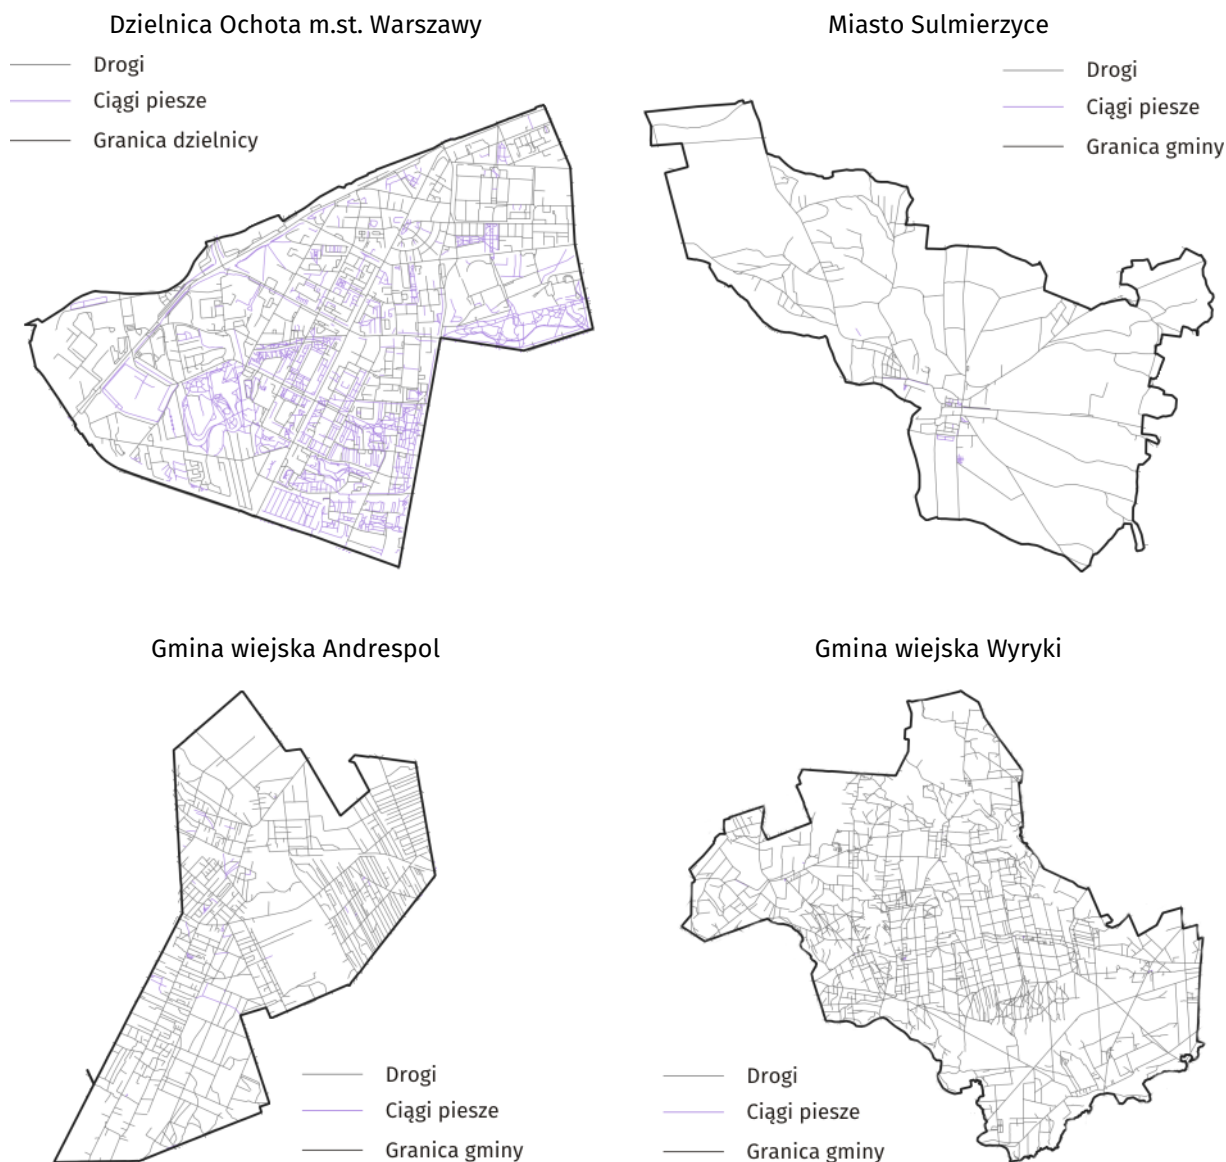 Dzielnica Ochota m.st. Warszawy
Drogi
Ciągi piesze
Granica dzielnicy
Miasto Sulmierzyce
Drogi
Ciągi piesze
Granica gminy
Gmina wiejska Andrespol
Drogi
Ciągi piesze
Granica gminy
Gmina wiejska Wyryki
Drogi
Ciągi piesze
Granica gminy